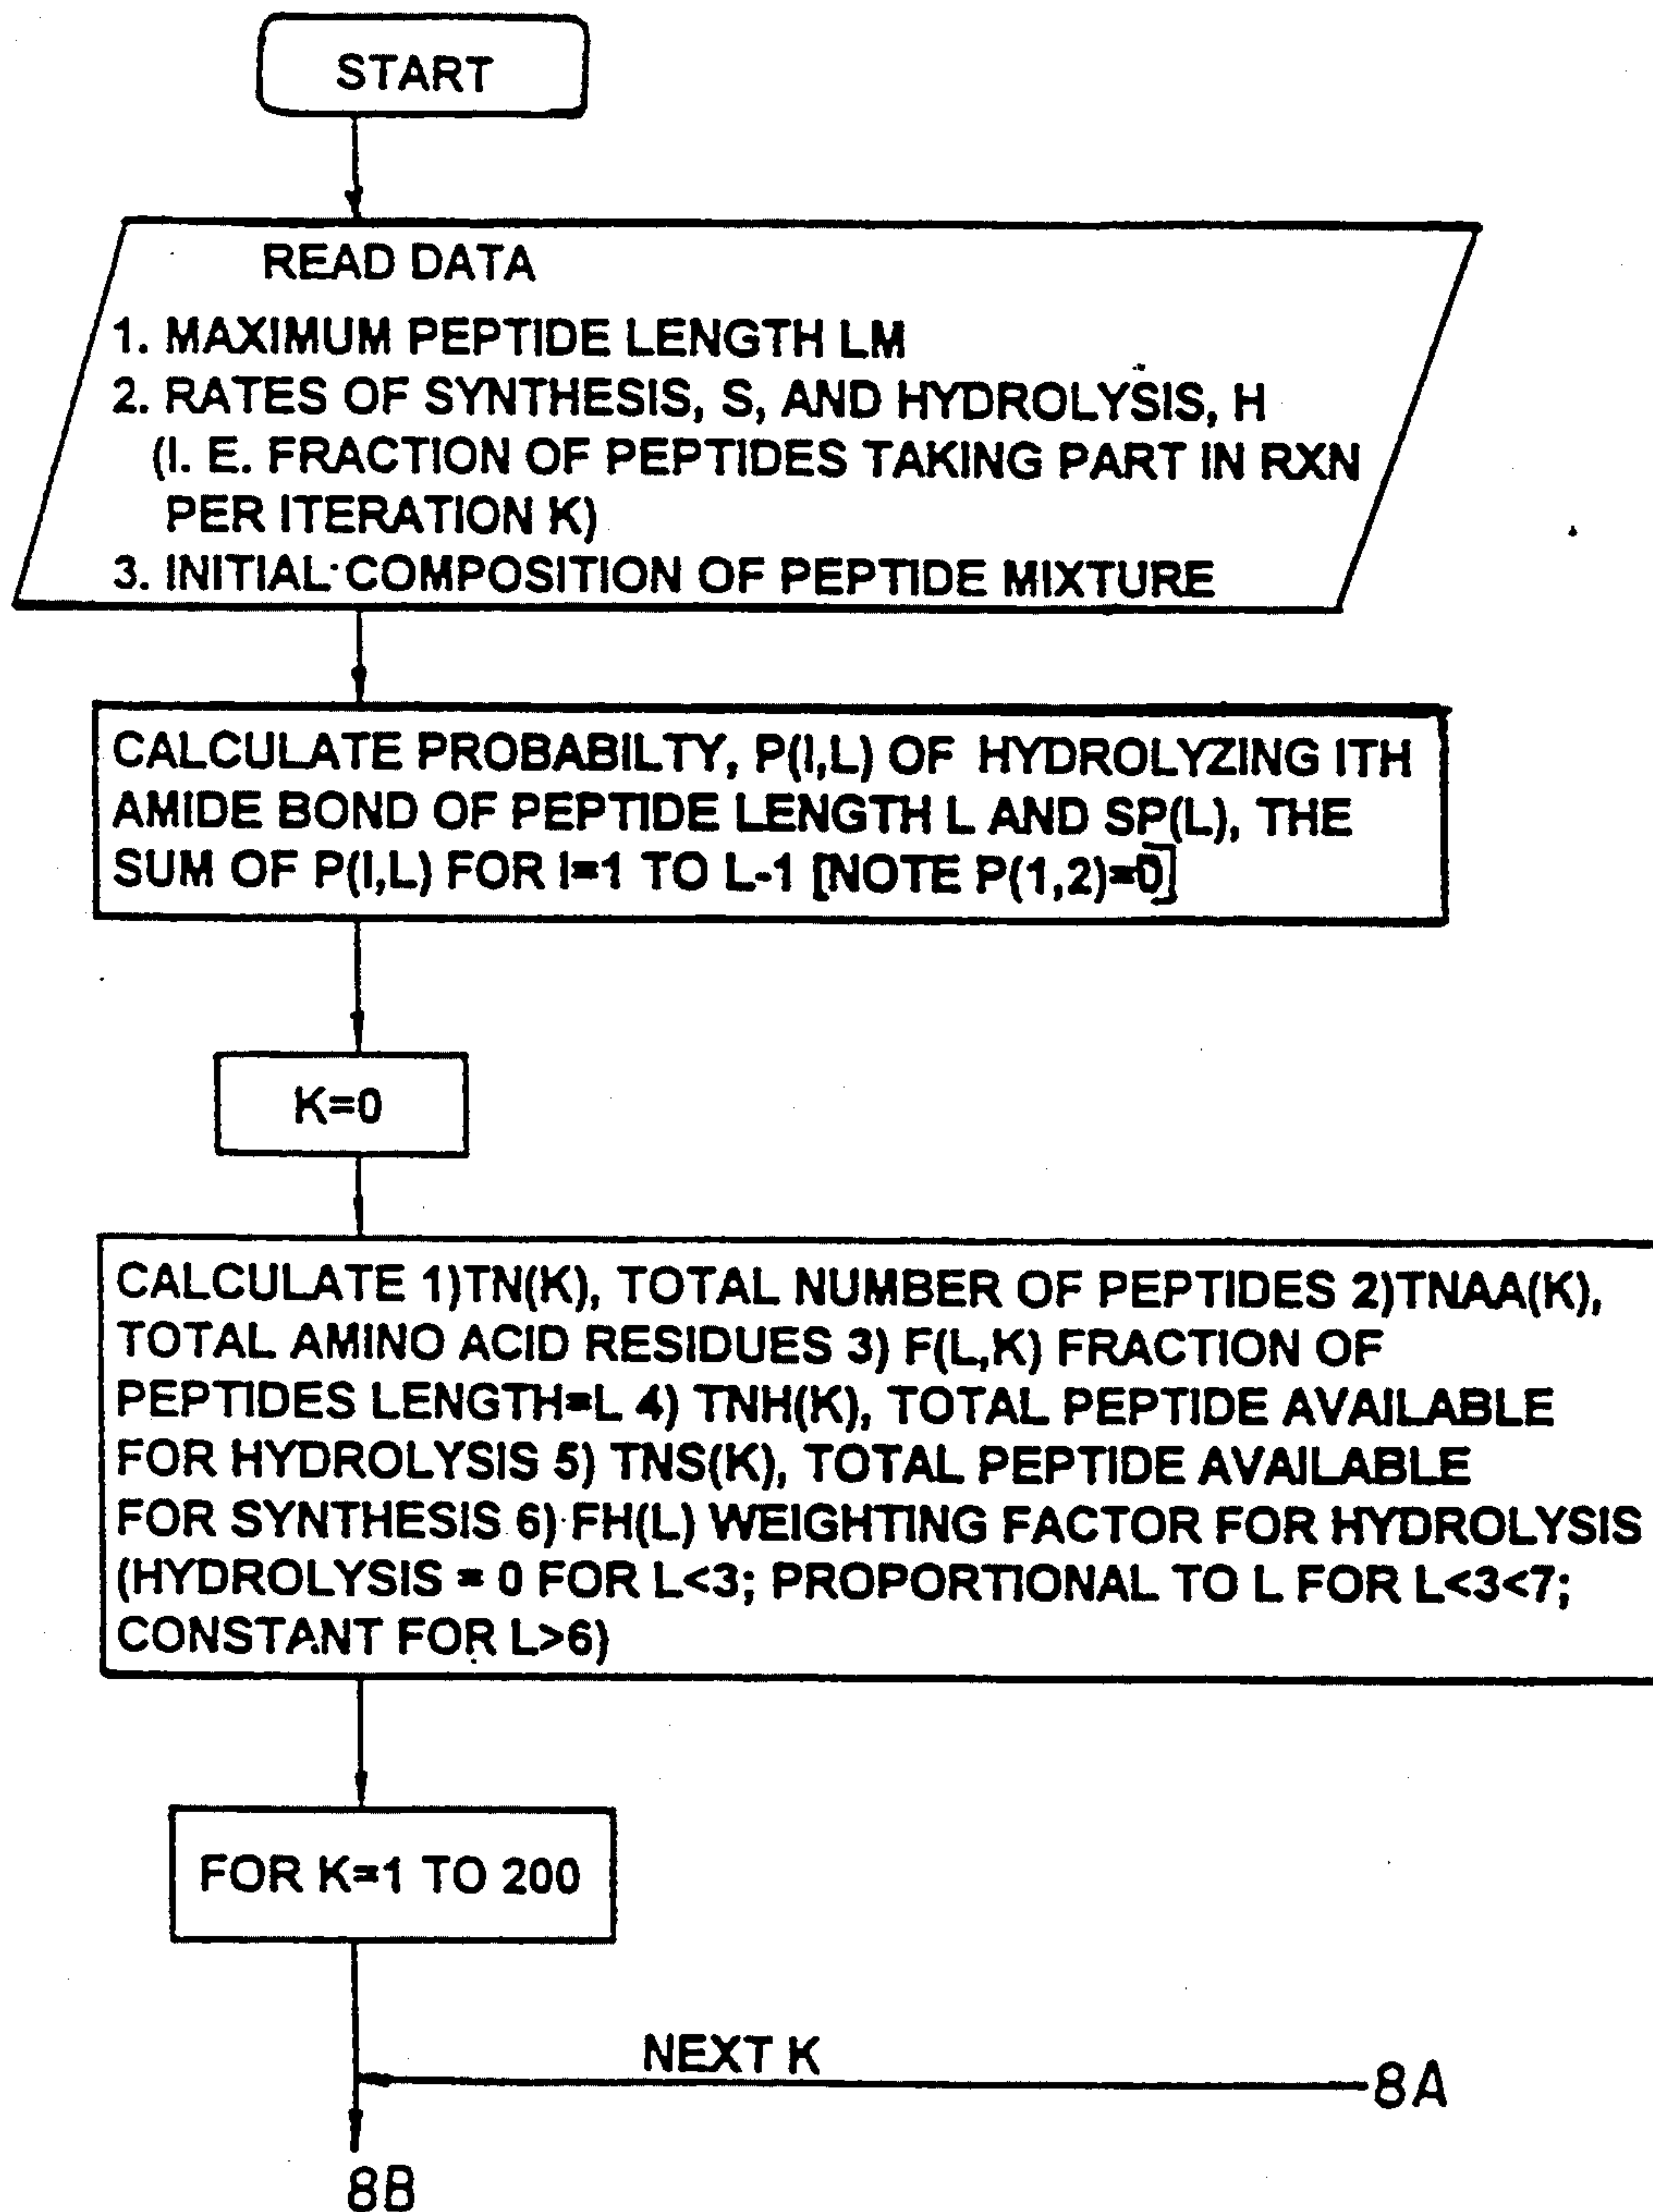 START
READ DATA
1. MAXIMUM PEPTIDE LENGTH LM
2. RATES OF SYNTHESIS, S, AND HYDROLYSIS, H
(I. E. FRACTION OF PEPTIDES TAKING PART IN RXN
PER ITERATION K)
3. INITIAL COMPOSITION OF PEPTIDE MIXTURE
CALCULATE PROBABILTY, P(I,L) OF HYDROLYZING ITH
AMIDE BOND OF PEPTIDE LENGTH L AND SP(L), THE
SUM OF P(I,L) FOR I=1 TO L-1 [NOTE P(1,2)=0]
K=0
CALCULATE 1)TN(K), TOTAL NUMBER OF PEPTIDES 2)TNAA(K),
TOTAL AMINO ACID RESIDUES 3) F(L,K) FRACTION OF
PEPTIDES LENGTH=L 4) TNH(K), TOTAL PEPTIDE AVAILABLE
FOR HYDROLYSIS 5) TNS(K), TOTAL PEPTIDE AVAILABLE
FOR SYNTHESIS 6) FH(L) WEIGHTING FACTOR FOR HYDROLYSIS
(HYDROLYSIS = 0 FOR L<3; PROPORTIONAL TO L FOR L<3<7;
CONSTANT FOR L>6)
FOR K=1 TO 200
NEXT K
8A
8B